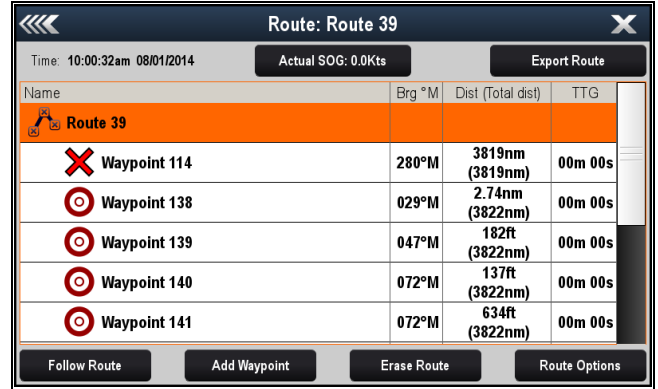 Route: Route 39
Time: 10:00:32am 08/01/2014
Actual SOG: 0.0Kts
Export Route
Name Brg °M Dist (Total dist) TTG
Route 39
Waypoint 114 280°M 3819nm (3819nm) 00m 00s
Waypoint 138 029°M 2.74nm (3822nm) 00m 00s
Waypoint 139 047°M 182ft (3822nm) 00m 00s
Waypoint 140 072°M 137ft (3822nm) 00m 00s
Waypoint 141 072°M 634ft (3822nm) 00m 00s
Follow Route Add Waypoint Erase Route Route Options